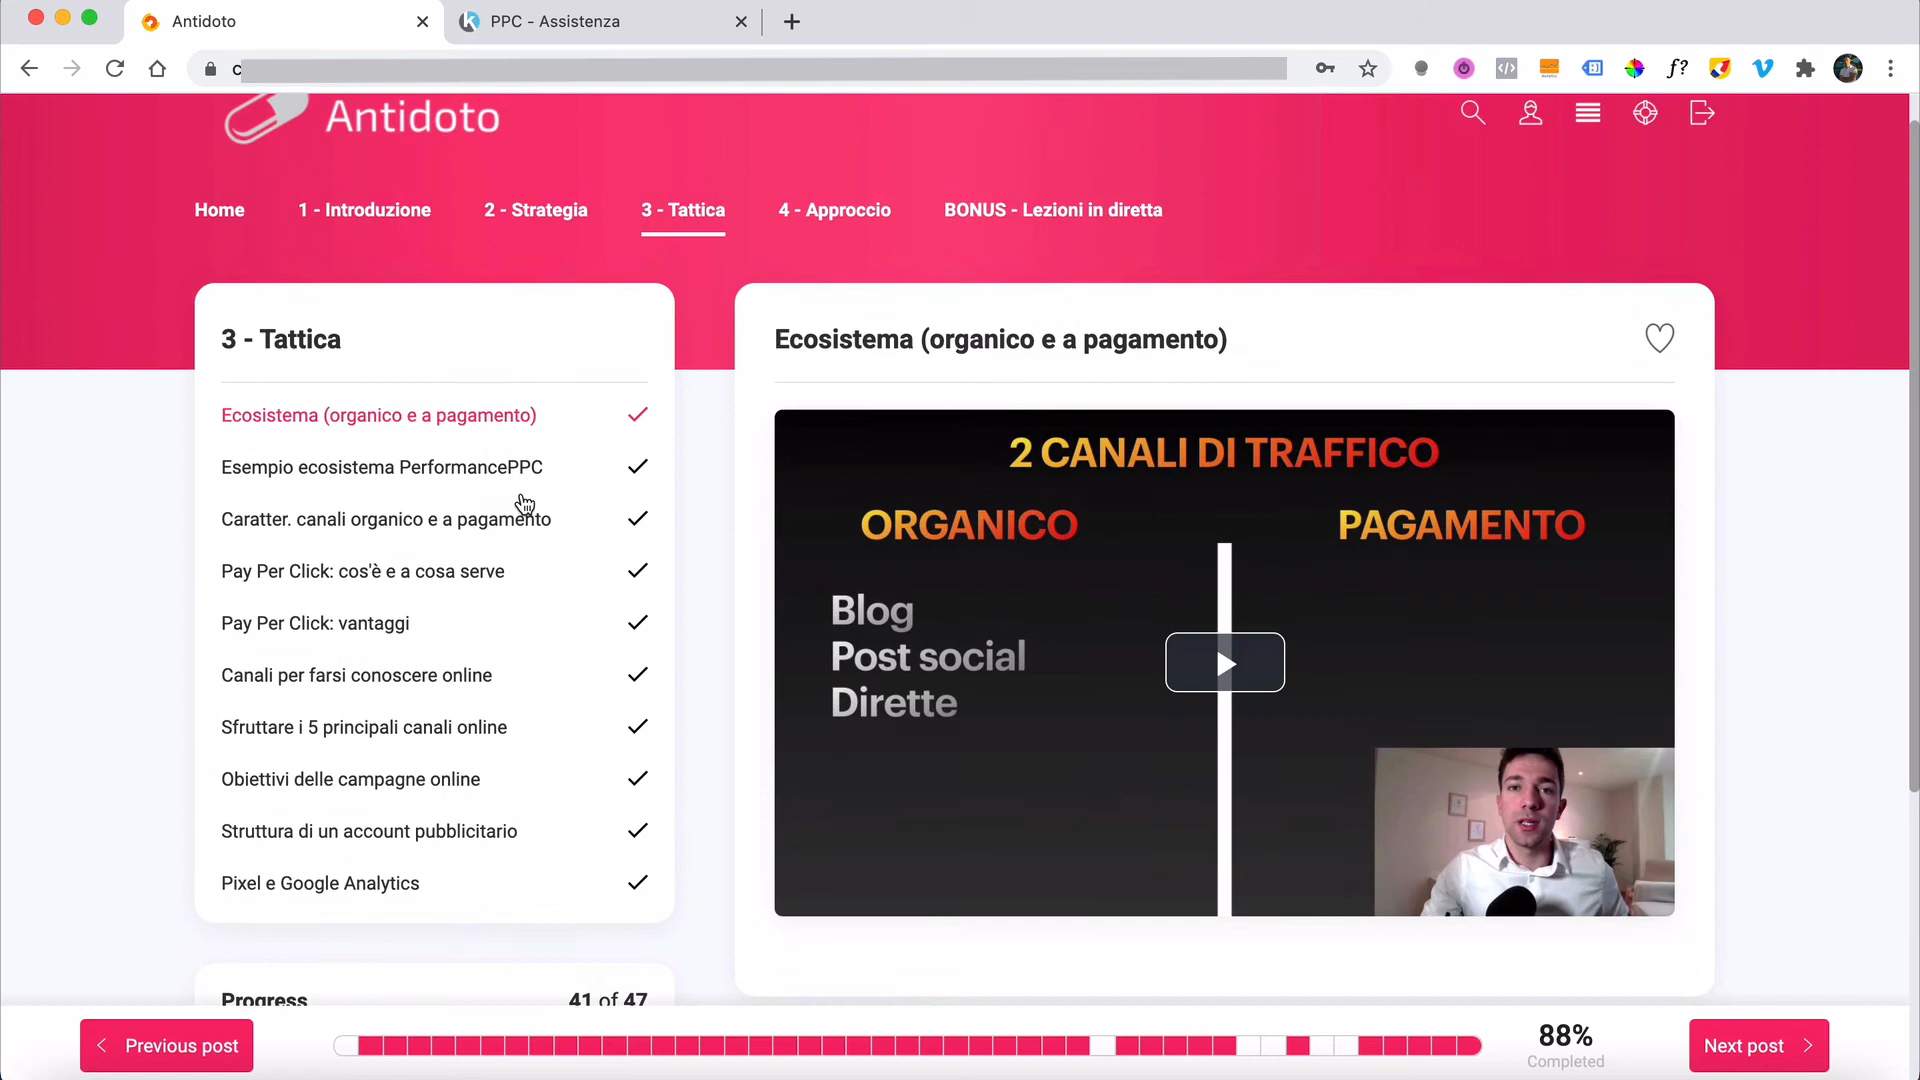 Antidoto
PPC - Assistenza
c
f?
Antidoto
Home
1 - Introduzione
2 - Strategia
3 - Tattica
4 - Approccio
BONUS - Lezioni in diretta
3 - Tattica
Ecosistema (organico e a pagamento)
Esempio ecosistema PerformancePPC
Caratter. canali organico e a pagamento
Pay Per Click: cos'è e a cosa serve
Pay Per Click: vantaggi
Canali per farsi conoscere online
Sfruttare i 5 principali canali online
Obiettivi delle campagne online
Struttura di un account pubblicitario
Pixel e Google Analytics
Progress
41 of 47
Ecosistema (organico e a pagamento)
2 CANALI DI TRAFFICO
ORGANICO
PAGAMENTO
Blog
Post social
Dirette
Previous post
88%
Completed
Next post